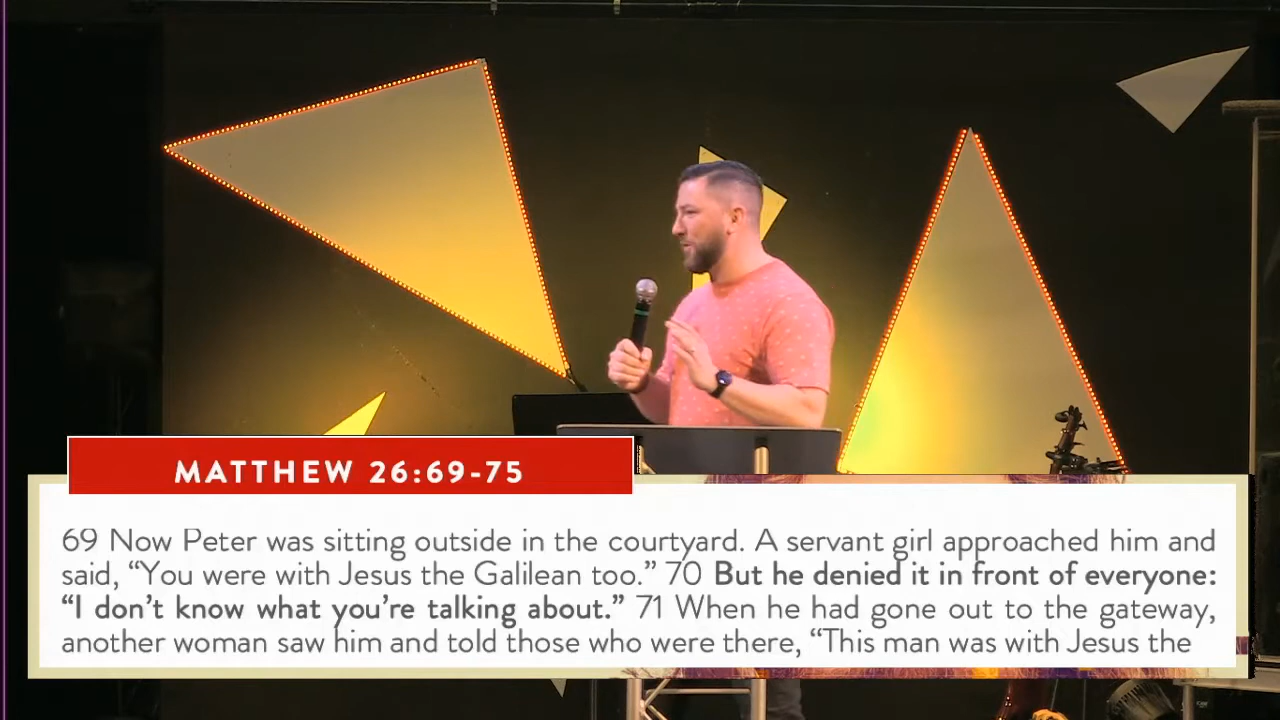 MATTHEW 26:69-75
69 Now Peter was sitting outside in the courtyard. A servant girl approached him and
said, “You were with Jesus the Galilean too.” 70 But he denied it in front of everyone:
“I don’t know what you’re talking about.” 71 When he had gone out to the gateway,
another woman saw him and told those who were there, “This man was with Jesus the